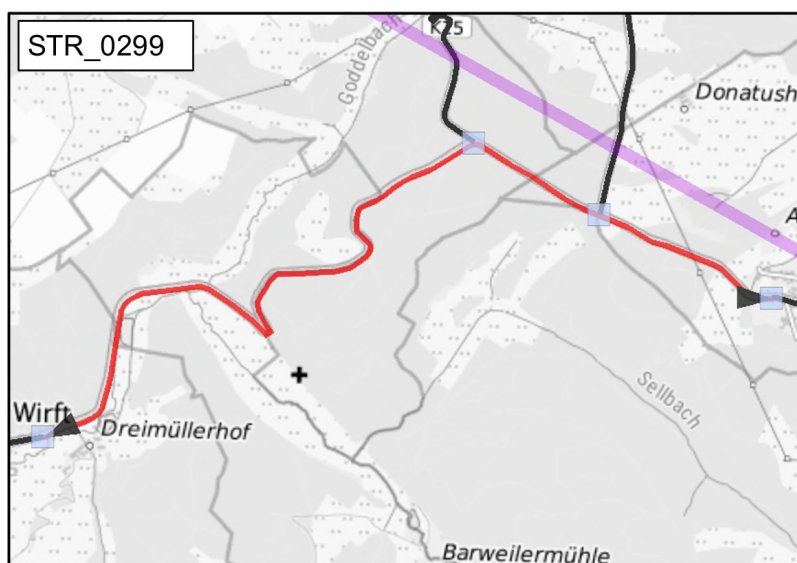 STR_0299
K25
Goddelbach
Donatush
A
Sellbach
Wirft
Dreimüllerhof
Barweilermühle